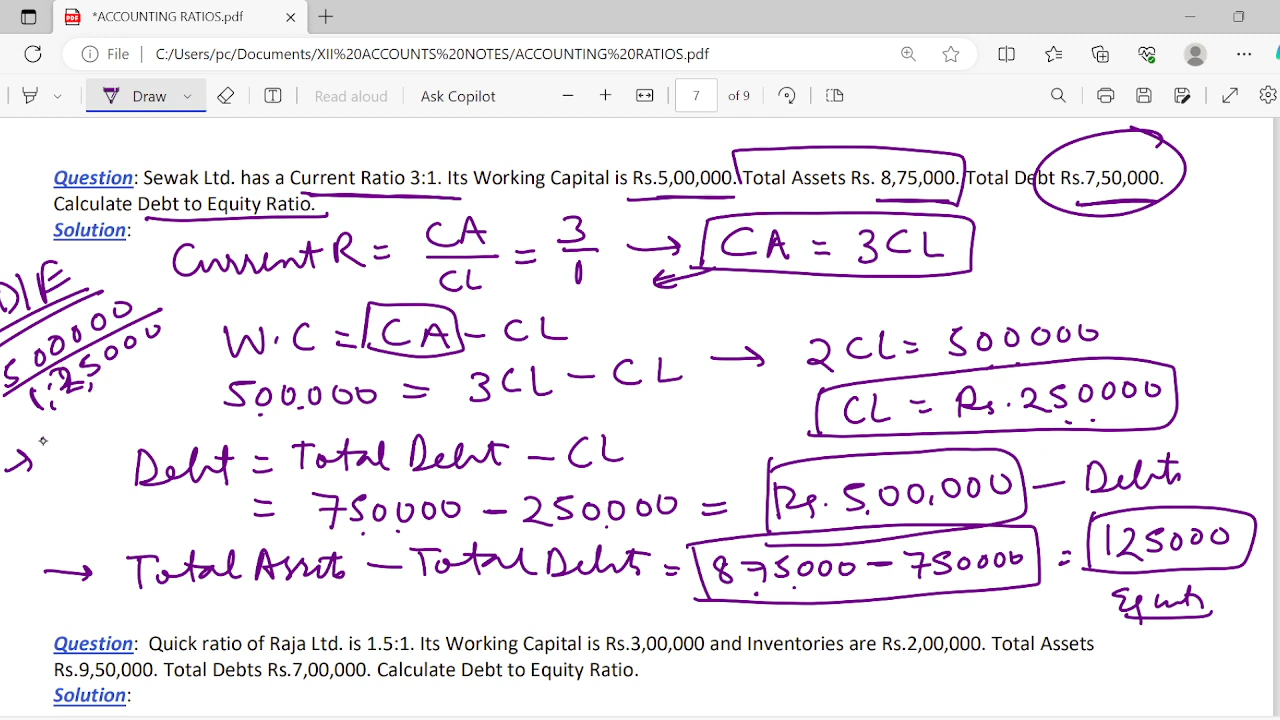 *ACCOUNTING RATIOS.pdf
File C:/Users/pc/Documents/XII%20ACCOUNTS%20NOTES/ACCOUNTING%20RATIOS.pdf
Draw Read aloud Ask Copilot 7 of 9
Question: Sewak Ltd. has a Current Ratio 3:1. Its Working Capital is Rs.5,00,000. Total Assets Rs. 8,75,000. Total Debt Rs.7,50,000.
Calculate Debt to Equity Ratio.
Solution:
Current R = CA/CL = 3/1 → CA = 3CL
D/E
500000
125000
W.C = CA - CL
500000 = 3CL - CL → 2CL = 500000
CL = Rs. 250000
→ Debt = Total Debt - CL
= 750000 - 250000 = Rs. 5,00,000 - Debts
→ Total Assets - Total Debts = 875000 - 750000 = 125000
Equity
Question: Quick ratio of Raja Ltd. is 1.5:1. Its Working Capital is Rs.3,00,000 and Inventories are Rs.2,00,000. Total Assets
Rs.9,50,000. Total Debts Rs.7,00,000. Calculate Debt to Equity Ratio.
Solution: